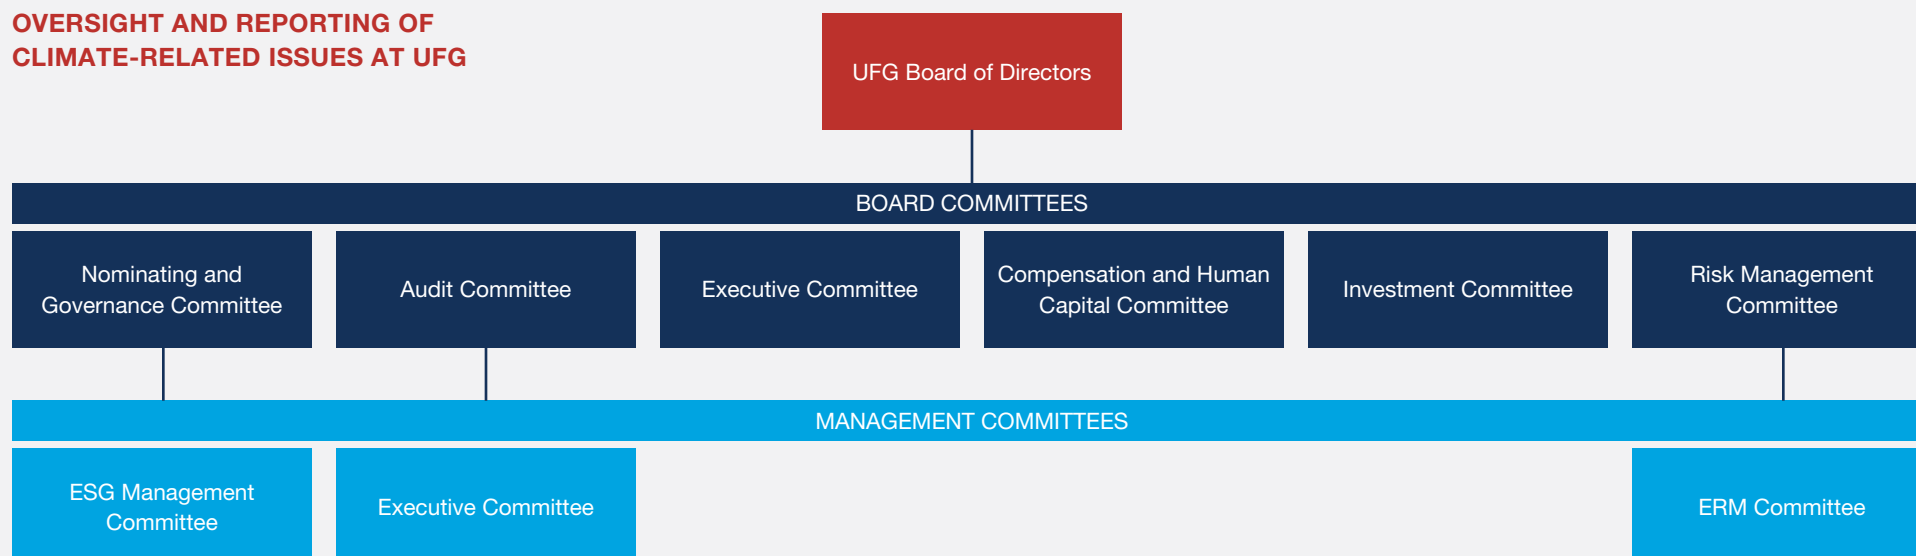 OVERSIGHT AND REPORTING OF
CLIMATE-RELATED ISSUES AT UFG
UFG Board of Directors
BOARD COMMITTEES
Nominating and
Governance Committee
Audit Committee
Executive Committee
Compensation and Human
Capital Committee
Investment Committee
Risk Management
Committee
MANAGEMENT COMMITTEES
ESG Management
Committee
Executive Committee
ERM Committee